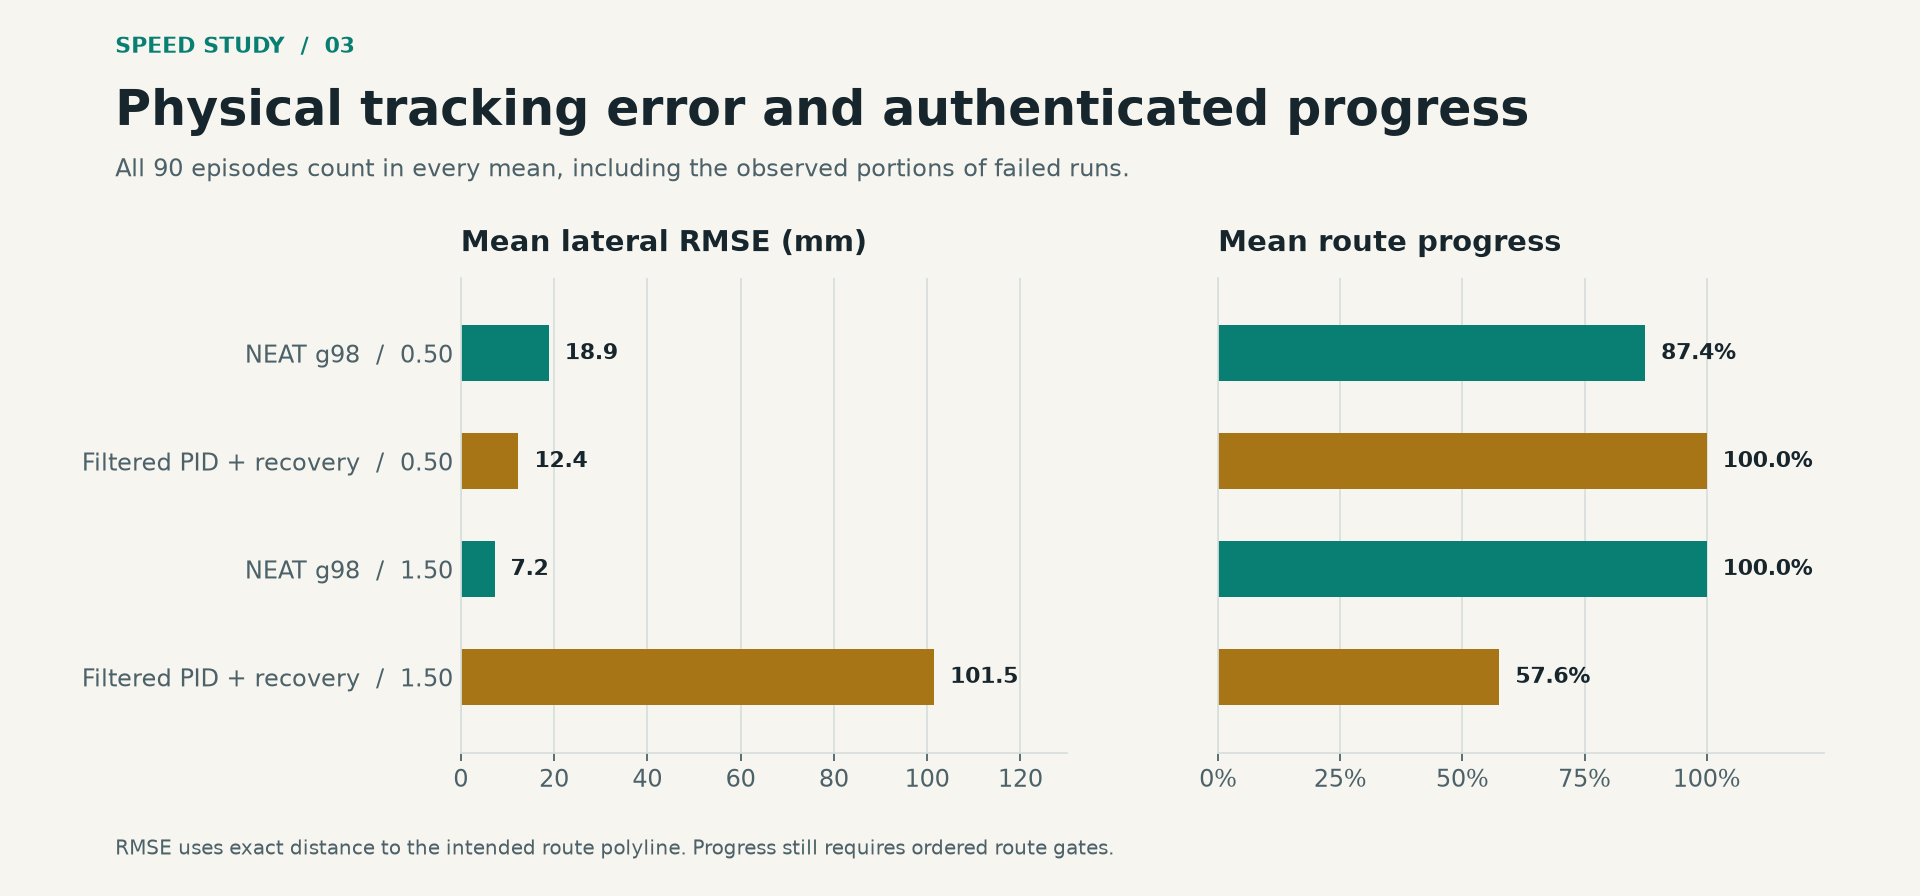 SPEED STUDY / 03
Physical tracking error and authenticated progress
All 90 episodes count in every mean, including the observed portions of failed runs.
Mean lateral RMSE (mm)
NEAT g98 / 0.50
18.9
Filtered PID + recovery / 0.50
12.4
NEAT g98 / 1.50
7.2
Filtered PID + recovery / 1.50
101.5
0 20 40 60 80 100 120
Mean route progress
87.4%
100.0%
100.0%
57.6%
0% 25% 50% 75% 100%
RMSE uses exact distance to the intended route polyline. Progress still requires ordered route gates.